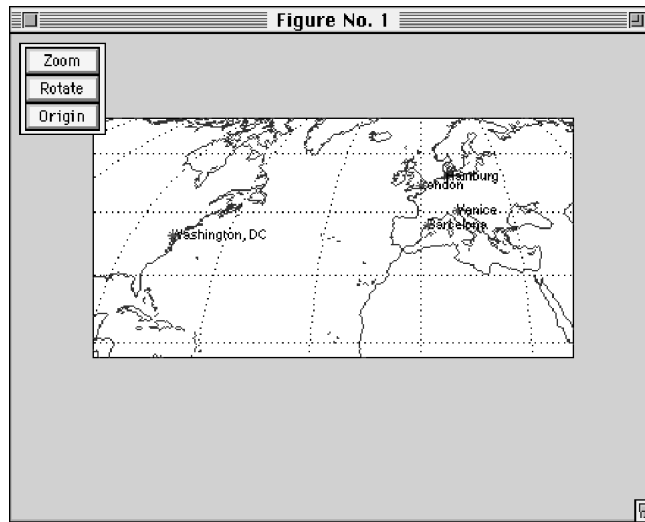 Figure No. 1
Zoom
Rotate
Origin
Hamburg
London
Venice
Washington, DC
Barcelona